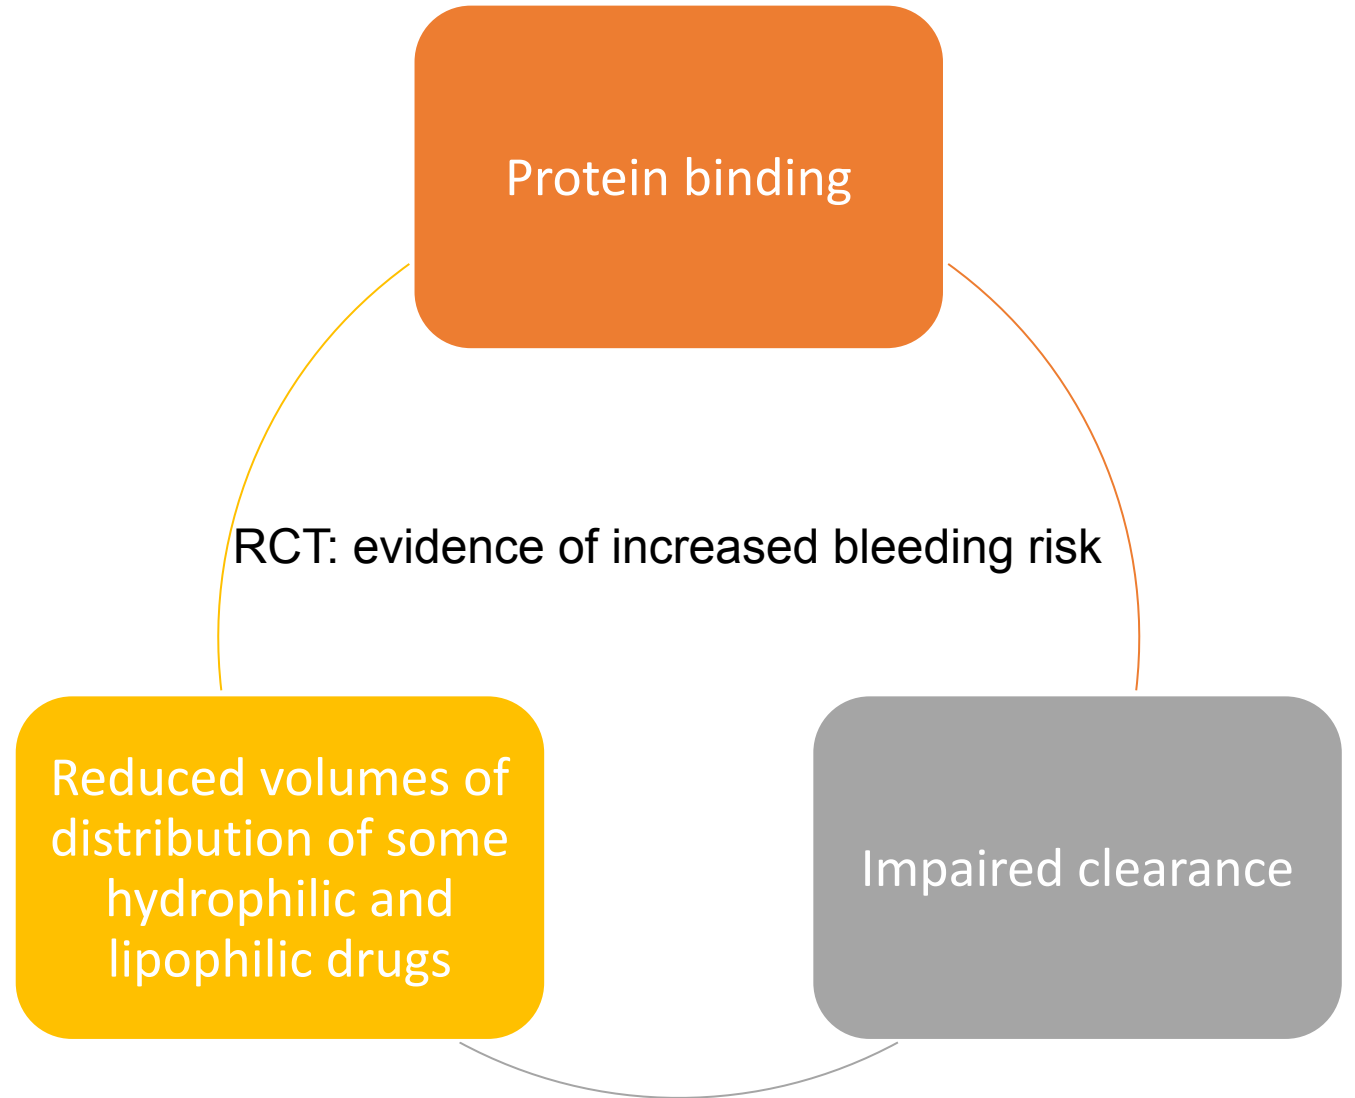 Protein binding
RCT: evidence of increased bleeding risk
Reduced volumes of
distribution of some
hydrophilic and
lipophilic drugs
Impaired clearance